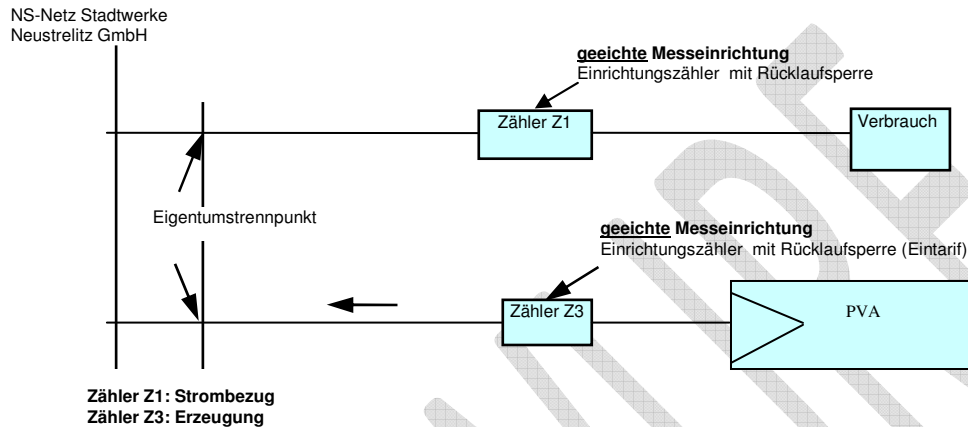 NS-Netz Stadtwerke
Neustrelitz GmbH
geeichte Messeinrichtung
Einrichtungszähler mit Rücklaufsperre
Zähler Z1
Verbrauch
Eigentumstrennpunkt
geeichte Messeinrichtung
Einrichtungszähler mit Rücklaufsperre (Eintarif)
Zähler Z3
PVA
Zähler Z1: Strombezug
Zähler Z3: Erzeugung